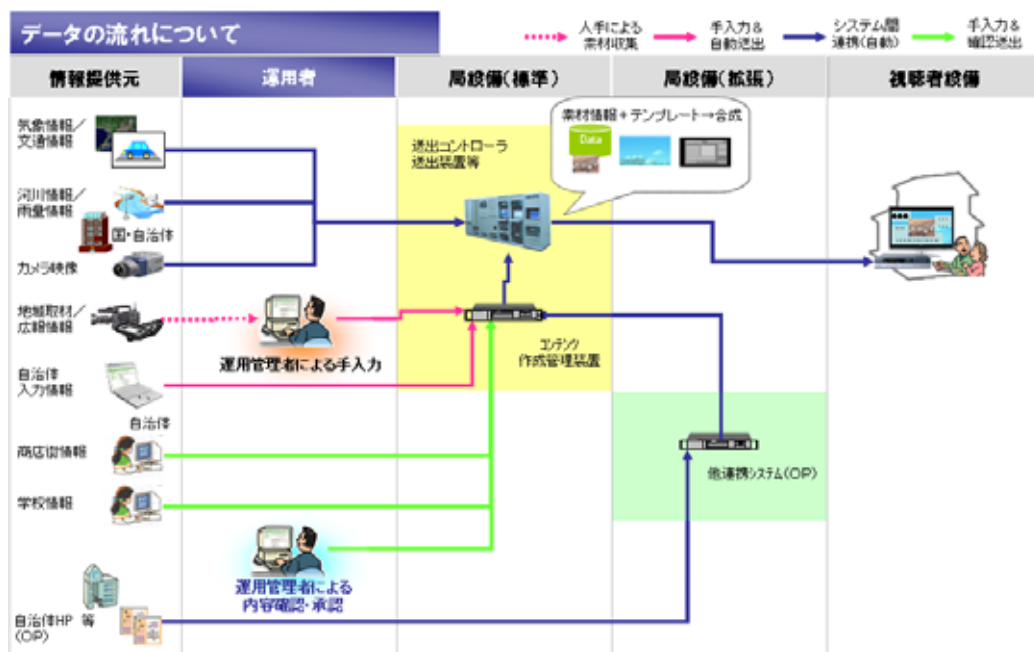 データの流れについて
人手による
素材収集
手入力&
自動送出
システム間
連携(自動)
手入力&
確認送出
情報提供元
運用者
局設備(標準)
局設備(拡張)
視聴者設備
気象情報/
交通情報
河川情報/
雨量情報
国・自治体
カメラ映像
地域取材/
広報情報
自治体
入力情報
自治体
商店街情報
学校情報
自治体HP 等
(OP)
運用管理者による手入力
運用管理者による
内容確認・承認
送出コントローラ
送出装置等
素材情報+テンプレート→合成
Data
コンテンツ
作成管理装置
他連携システム(OP)